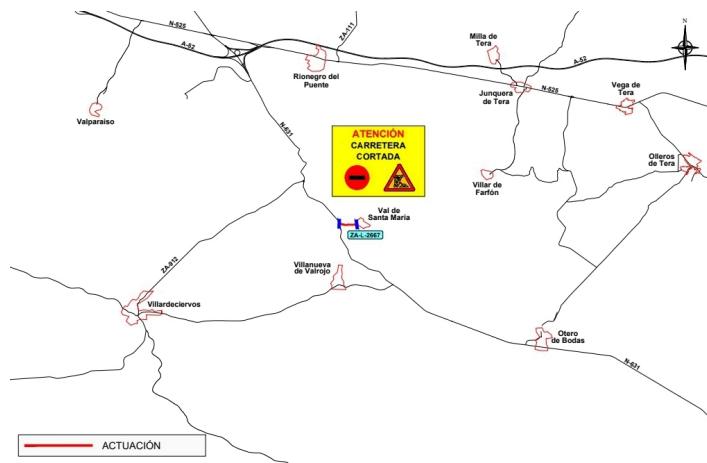 N-525
ZA-111
A-52
Rionegro del
Puente
Milla de
Tera
A-52
N
N-525
Junquera
de Tera
Vega de
Tera
Valparaiso
N-631
ATENCIÓN
CARRETERA
CORTADA
Olleros
de Tera
Villar de
Farfón
Val de
Santa María
ZA-L-2667
ZA-912
Villanueva
de Valrojo
Villardeciervos
Otero
de Bodas
N-631
ACTUACIÓN